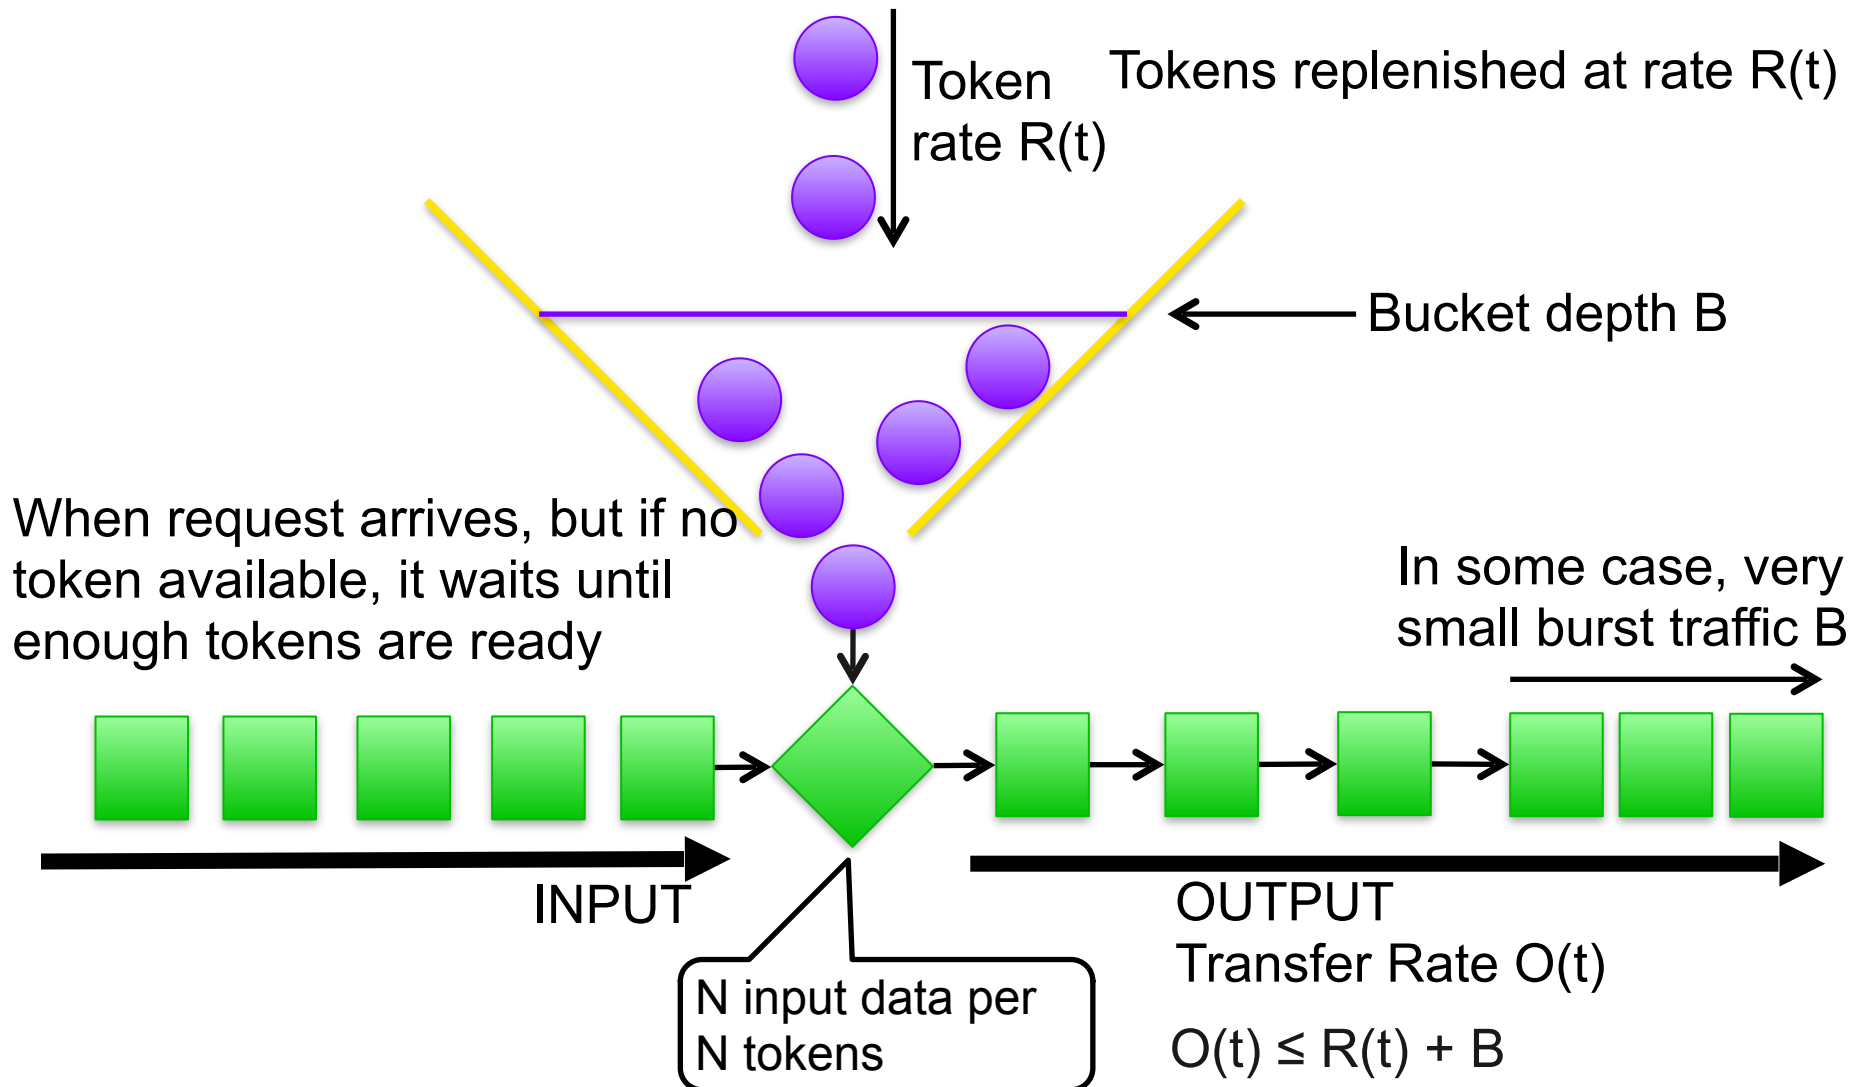 Token
rate R(t)
Tokens replenished at rate R(t)
Bucket depth B
When request arrives, but if no
token available, it waits until
enough tokens are ready
In some case, very
small burst traffic B
INPUT
OUTPUT
Transfer Rate O(t)
O(t) ≤ R(t) + B
N input data per
N tokens